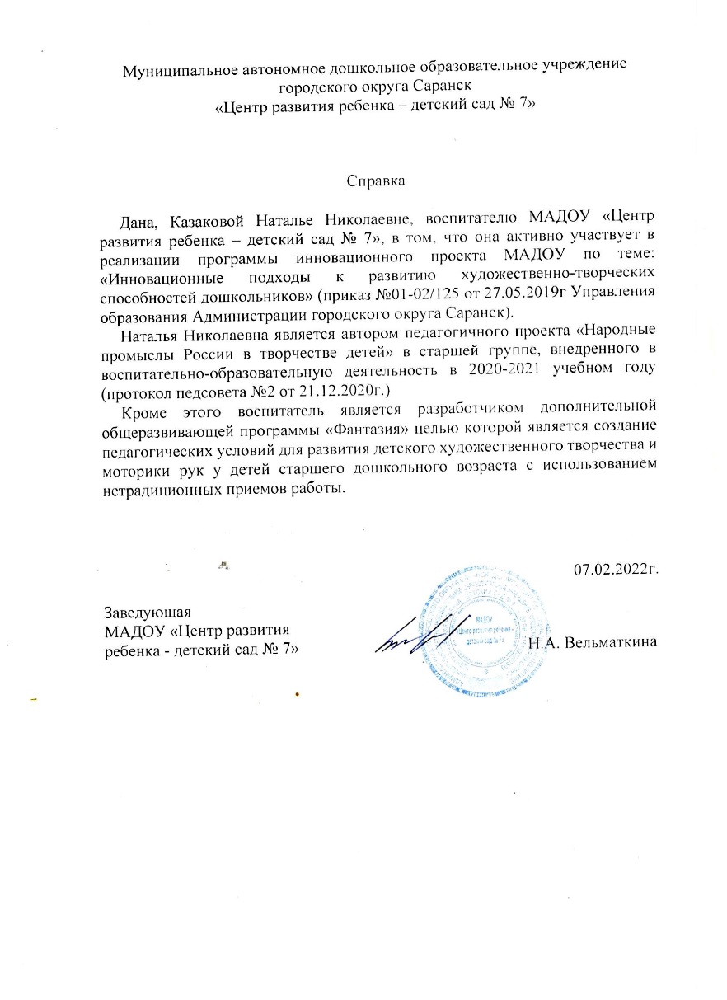 Муниципальное автономное дошкольное образовательное учреждение
городского округа Саранск
«Центр развития ребенка – детский сад № 7»
Справка
Дана, Казаковой Наталье Николаевне, воспитателю МАДОУ «Центр
развития ребенка – детский сад № 7», в том, что она активно участвует в
реализации программы инновационного проекта МАДОУ по теме:
«Инновационные подходы к развитию художественно-творческих
способностей дошкольников» (приказ №01-02/125 от 27.05.2019г Управления
образования Администрации городского округа Саранск).
Наталья Николаевна является автором педагогичного проекта «Народные
промыслы России в творчестве детей» в старшей группе, внедренного в
воспитательно-образовательную деятельность в 2020-2021 учебном году
(протокол педсовета №2 от 21.12.2020г.)
Кроме этого воспитатель является разработчиком дополнительной
общеразвивающей программы «Фантазия» целью которой является создание
педагогических условий для развития детского художественного творчества и
моторики рук у детей старшего дошкольного возраста с использованием
нетрадиционных приемов работы.
07.02.2022г.
Заведующая
МАДОУ «Центр развития
ребенка - детский сад № 7»
Н.А. Вельматкина
МАДОУ
«Центр развития ребенка -
детский сад № 7»